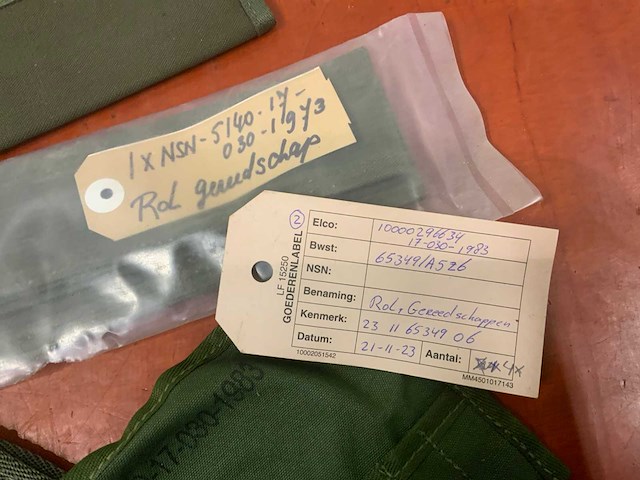 1 x NSN-5140-17-
030-1973
Rol gereedschap
LF 15250
GOEDERENLABEL
2
Elco: 10000296634
17-030-1983
Bwst: 65349/A526
NSN:
Benaming: Rol, Gereedschappen
Kenmerk: 23 11 65349 06
Datum: 21-11-23 Aantal: 4x
10002051542
MM4501017143
17-030-1983